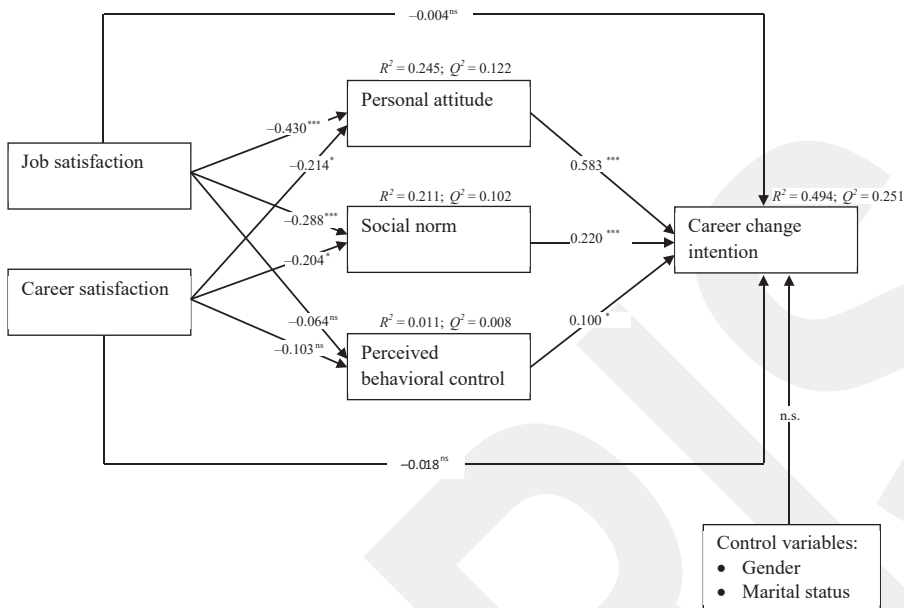 −0.004ns
R² = 0.245; Q² = 0.122
Personal attitude
−0.430***
Job satisfaction
−0.214*
0.583 ***
R² = 0.211; Q² = 0.102
R² = 0.494; Q² = 0.251
−0.288***
Social norm
0.220 ***
Career change
intention
−0.204*
Career satisfaction
−0.064ns
R² = 0.011; Q² = 0.008
0.100 *
−0.103ns
Perceived
behavioral control
n.s.
−0.018ns
Control variables:
• Gender
• Marital status